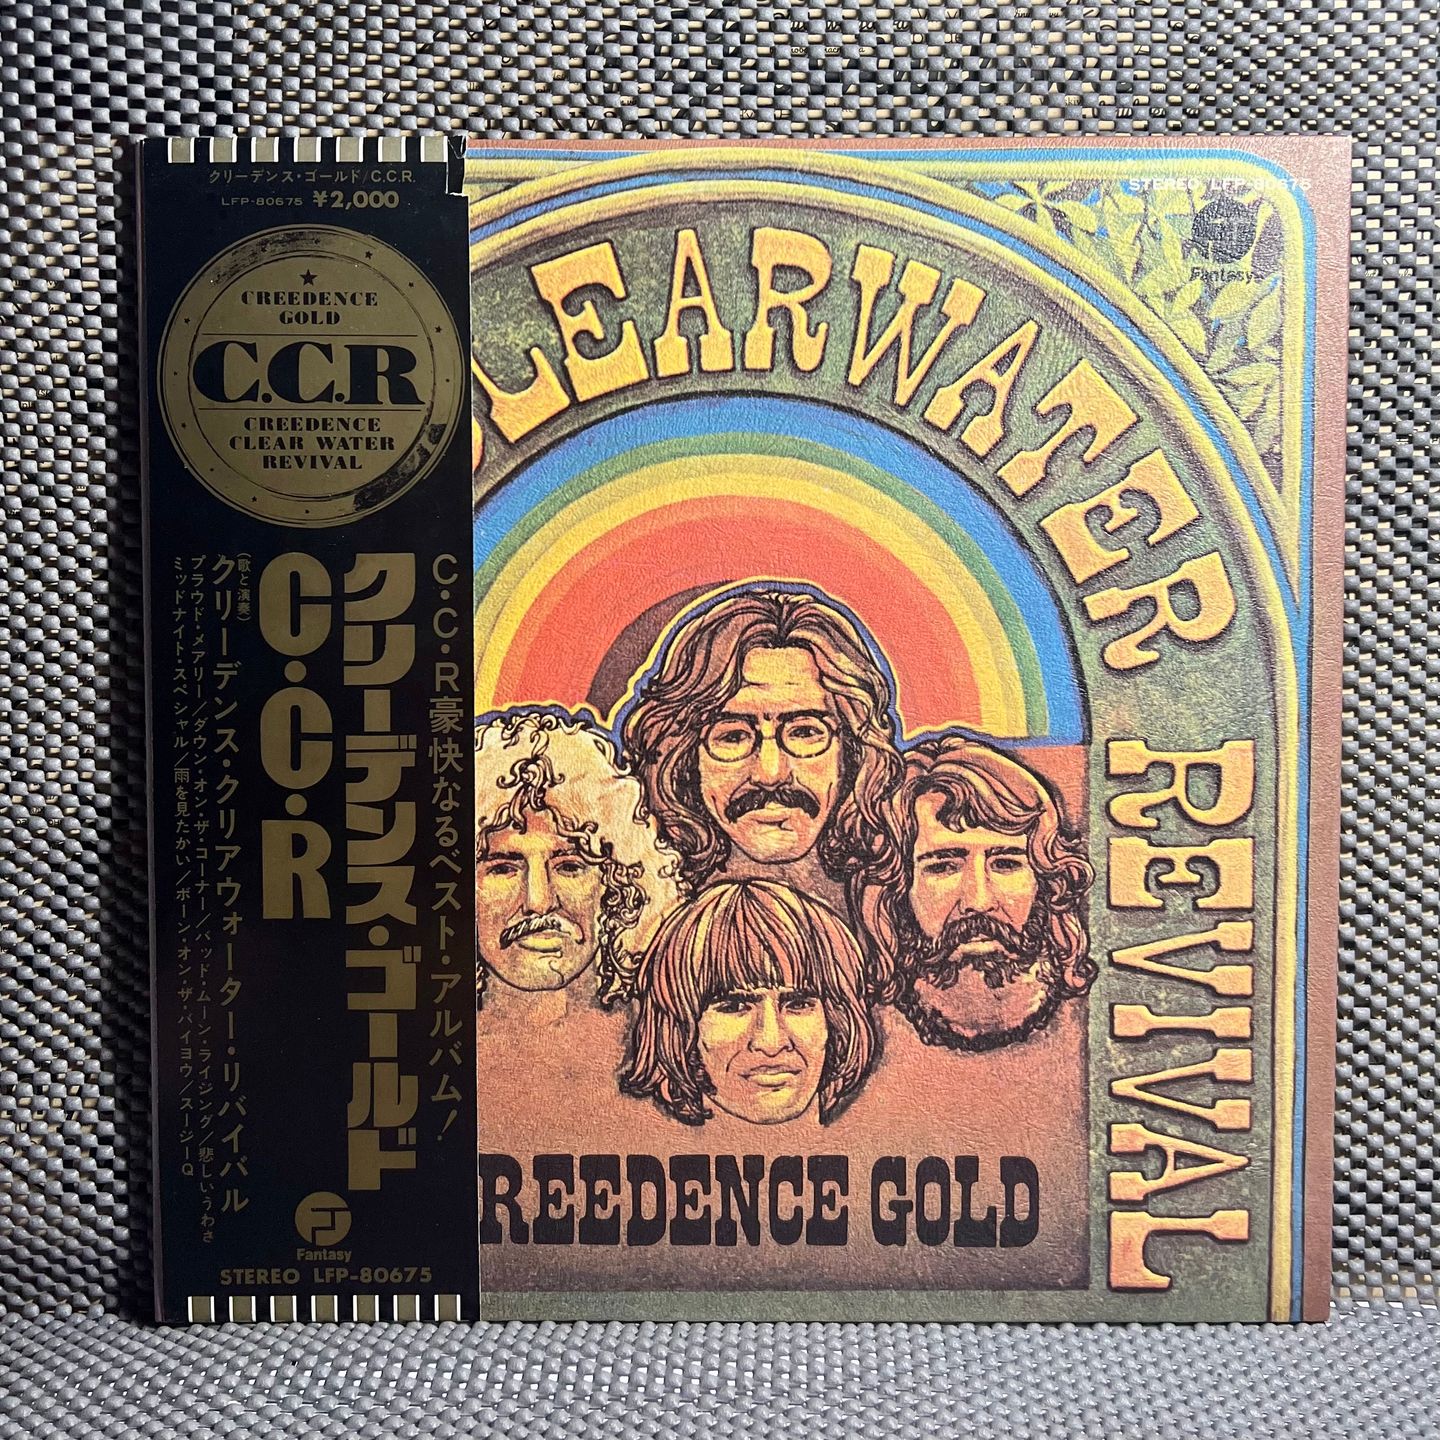 クリーデンス・ゴールド/C.C.R.
LFP-80675 ¥2,000
CREEDENCE
GOLD
C.C.R
CREEDENCE
CLEAR WATER
REVIVAL
C・C・R豪快なるベスト・アルバム!
クリーデンス・ゴールド
C・C・R
(歌と演奏)
クリーデンス・クリアウォーター・リバイバル
プラウド・メアリー/ダウン・オン・ザ・コーナー/バッド・ムーン・ライジング/悲しいうわさ
ミッドナイト・スペシャル/雨を見たかい/ボーン・オン・ザ・バイヨウ/スージーQ
Fantasy
STEREO LFP-80675
STEREO LFP-80675
Fantasy
CLEARWATER REVIVAL
REEDENCE GOLD